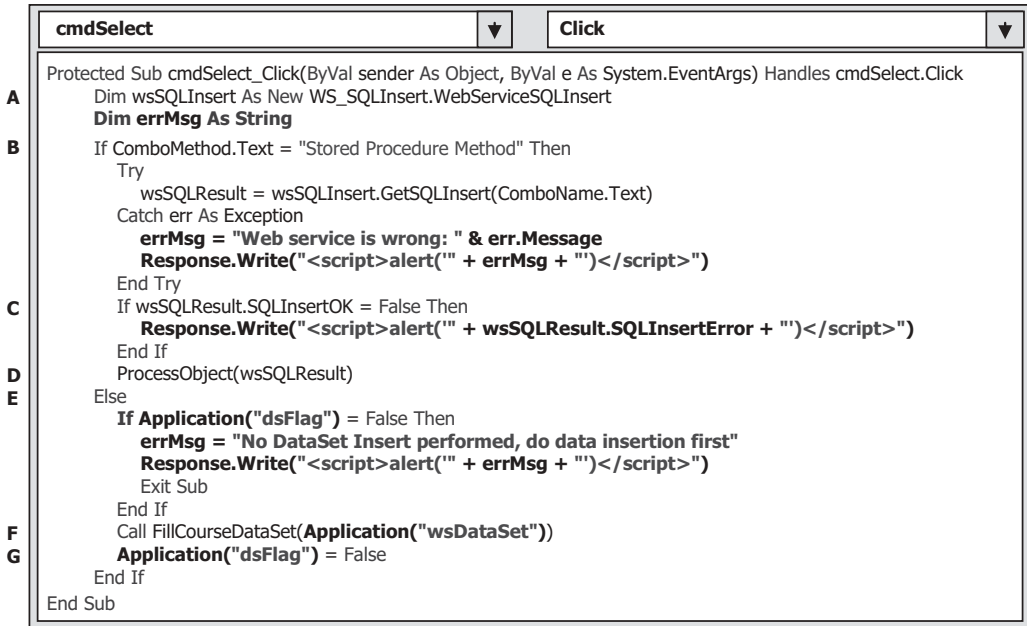 cmdSelect Click
Protected Sub cmdSelect_Click(ByVal sender As Object, ByVal e As System.EventArgs) Handles cmdSelect.Click
A Dim wsSQLInsert As New WS_SQLInsert.WebServiceSQLInsert
Dim errMsg As String
B If ComboMethod.Text = "Stored Procedure Method" Then
Try
wsSQLResult = wsSQLInsert.GetSQLInsert(ComboName.Text)
Catch err As Exception
errMsg = "Web service is wrong: " & err.Message
Response.Write("<script>alert('" + errMsg + "')</script>")
End Try
C If wsSQLResult.SQLInsertOK = False Then
Response.Write("<script>alert('" + wsSQLResult.SQLInsertError + "')</script>")
End If
D ProcessObject(wsSQLResult)
E Else
If Application("dsFlag") = False Then
errMsg = "No DataSet Insert performed, do data insertion first"
Response.Write("<script>alert('" + errMsg + "')</script>")
Exit Sub
End If
F Call FillCourseDataSet(Application("wsDataSet"))
G Application("dsFlag") = False
End If
End Sub